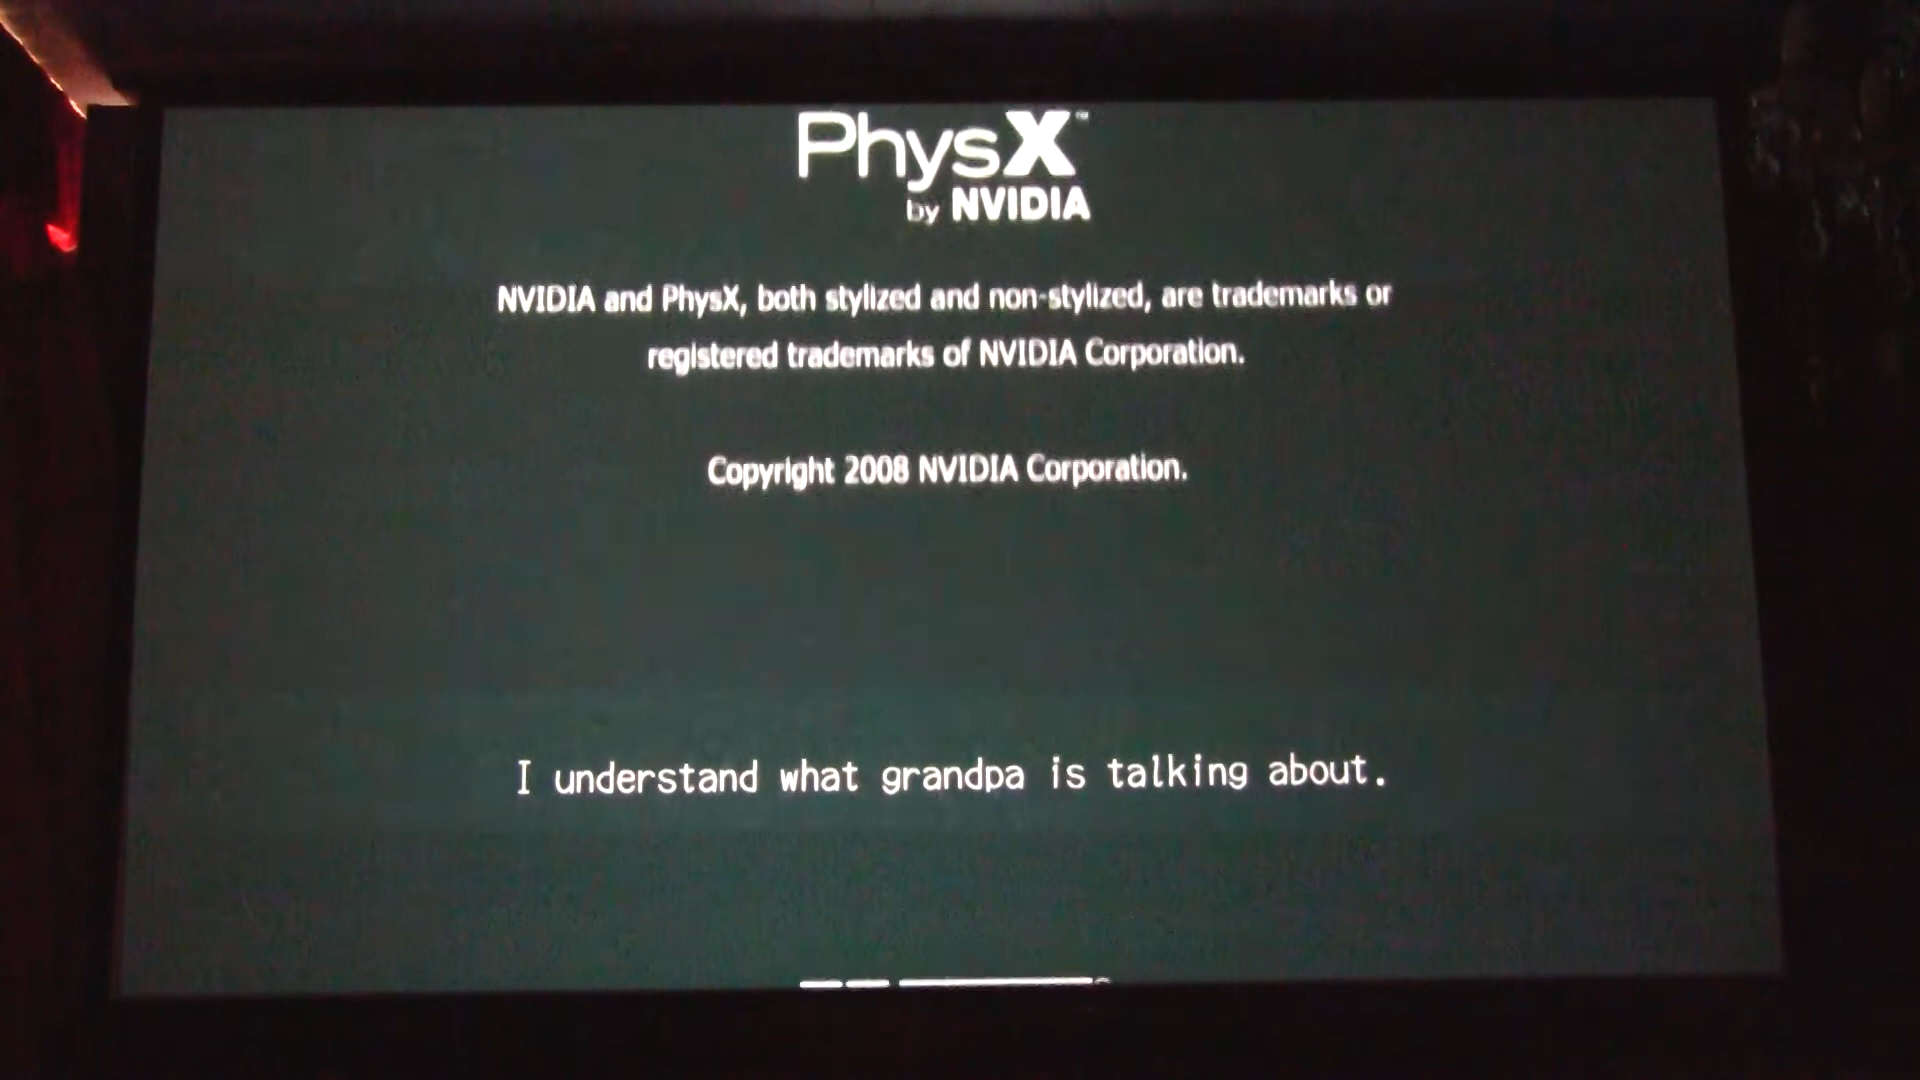 PhysX™
by NVIDIA
NVIDIA and PhysX, both stylized and non-stylized, are trademarks or
registered trademarks of NVIDIA Corporation.
Copyright 2008 NVIDIA Corporation.
I understand what grandpa is talking about.